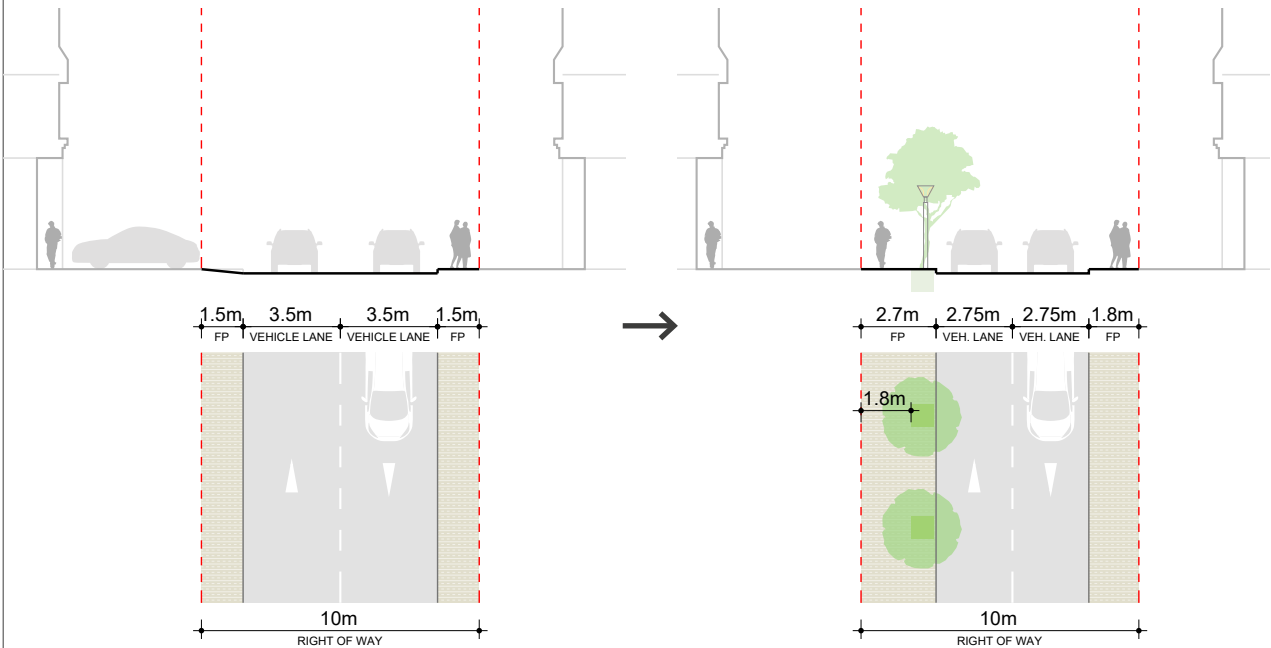 1.5m 3.5m 3.5m 1.5m
FP VEHICLE LANE VEHICLE LANE FP
10m
RIGHT OF WAY
2.7m 2.75m 2.75m 1.8m
FP VEH. LANE VEH. LANE FP
1.8m
10m
RIGHT OF WAY